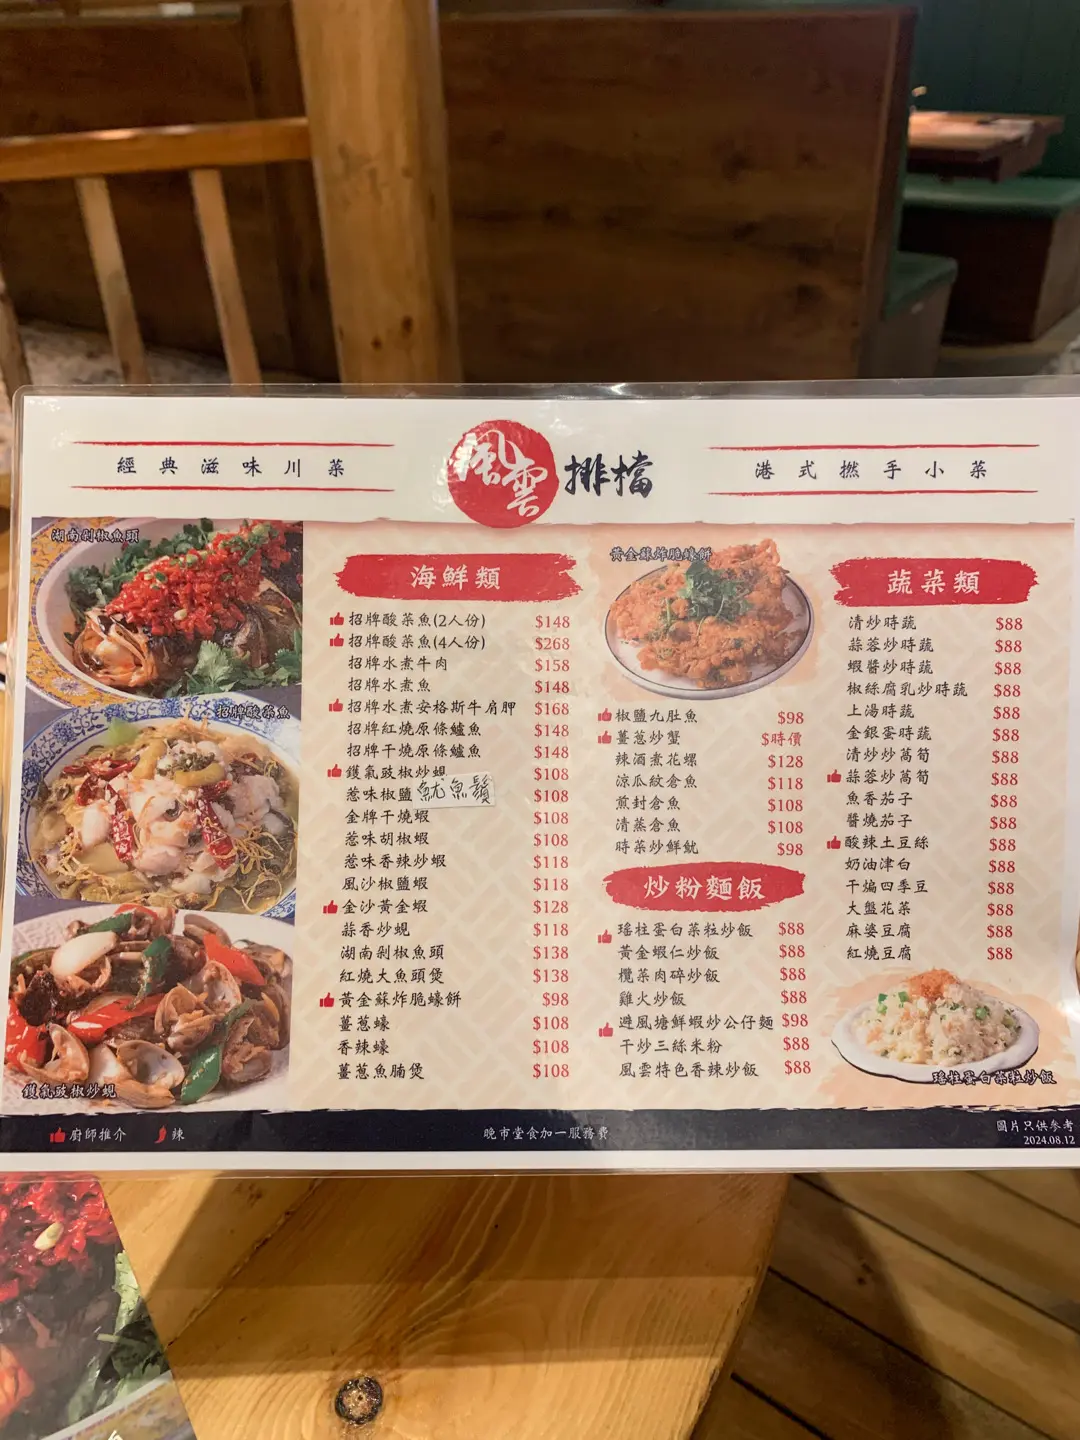 經典滋味川菜
風雲排檔
港式撚手小菜
湖南剁椒魚頭
招牌酸菜魚
鑊氣豉椒炒蜆
海鮮類
招牌酸菜魚(2人份) $148
招牌酸菜魚(4人份) $268
招牌水煮牛肉 $158
招牌水煮魚 $148
招牌水煮安格斯牛肩胛 $168
招牌紅燒原條鱸魚 $148
招牌干燒原條鱸魚 $148
鑊氣豉椒炒蜆 $108
惹味椒鹽魷魚鬚 $108
金牌干燒蝦 $108
惹味胡椒蝦 $108
惹味香辣炒蝦 $118
風沙椒鹽蝦 $118
金沙黃金蝦 $128
蒜香炒蜆 $118
湖南剁椒魚頭 $138
紅燒大魚頭煲 $138
黃金蘇炸脆蠔餅 $98
薑蔥蠔 $108
香辣蠔 $108
薑蔥魚腩煲 $108
黃金蘇炸脆蠔餅
椒鹽九肚魚 $98
薑蔥炒蟹 $時價
辣酒煮花螺 $128
涼瓜紋倉魚 $118
煎封倉魚 $108
清蒸倉魚 $108
時菜炒鮮魷 $98
炒粉麵飯
瑤柱蛋白菜粒炒飯 $88
黃金蝦仁炒飯 $88
欖菜肉碎炒飯 $88
雞火炒飯 $88
避風塘鮮蝦炒公仔麵 $98
干炒三絲米粉 $88
風雲特色香辣炒飯 $88
蔬菜類
清炒時蔬 $88
蒜蓉炒時蔬 $88
蝦醬炒時蔬 $88
椒絲腐乳炒時蔬 $88
上湯時蔬 $88
金銀蛋時蔬 $88
清炒炒萵筍 $88
蒜蓉炒萵筍 $88
魚香茄子 $88
醬燒茄子 $88
酸辣土豆絲 $88
奶油津白 $88
干煸四季豆 $88
大盤花菜 $88
麻婆豆腐 $88
紅燒豆腐 $88
瑤柱蛋白菜粒炒飯
廚師推介 辣
晚市堂食加一服務費
圖片只供參考
2024.08.12